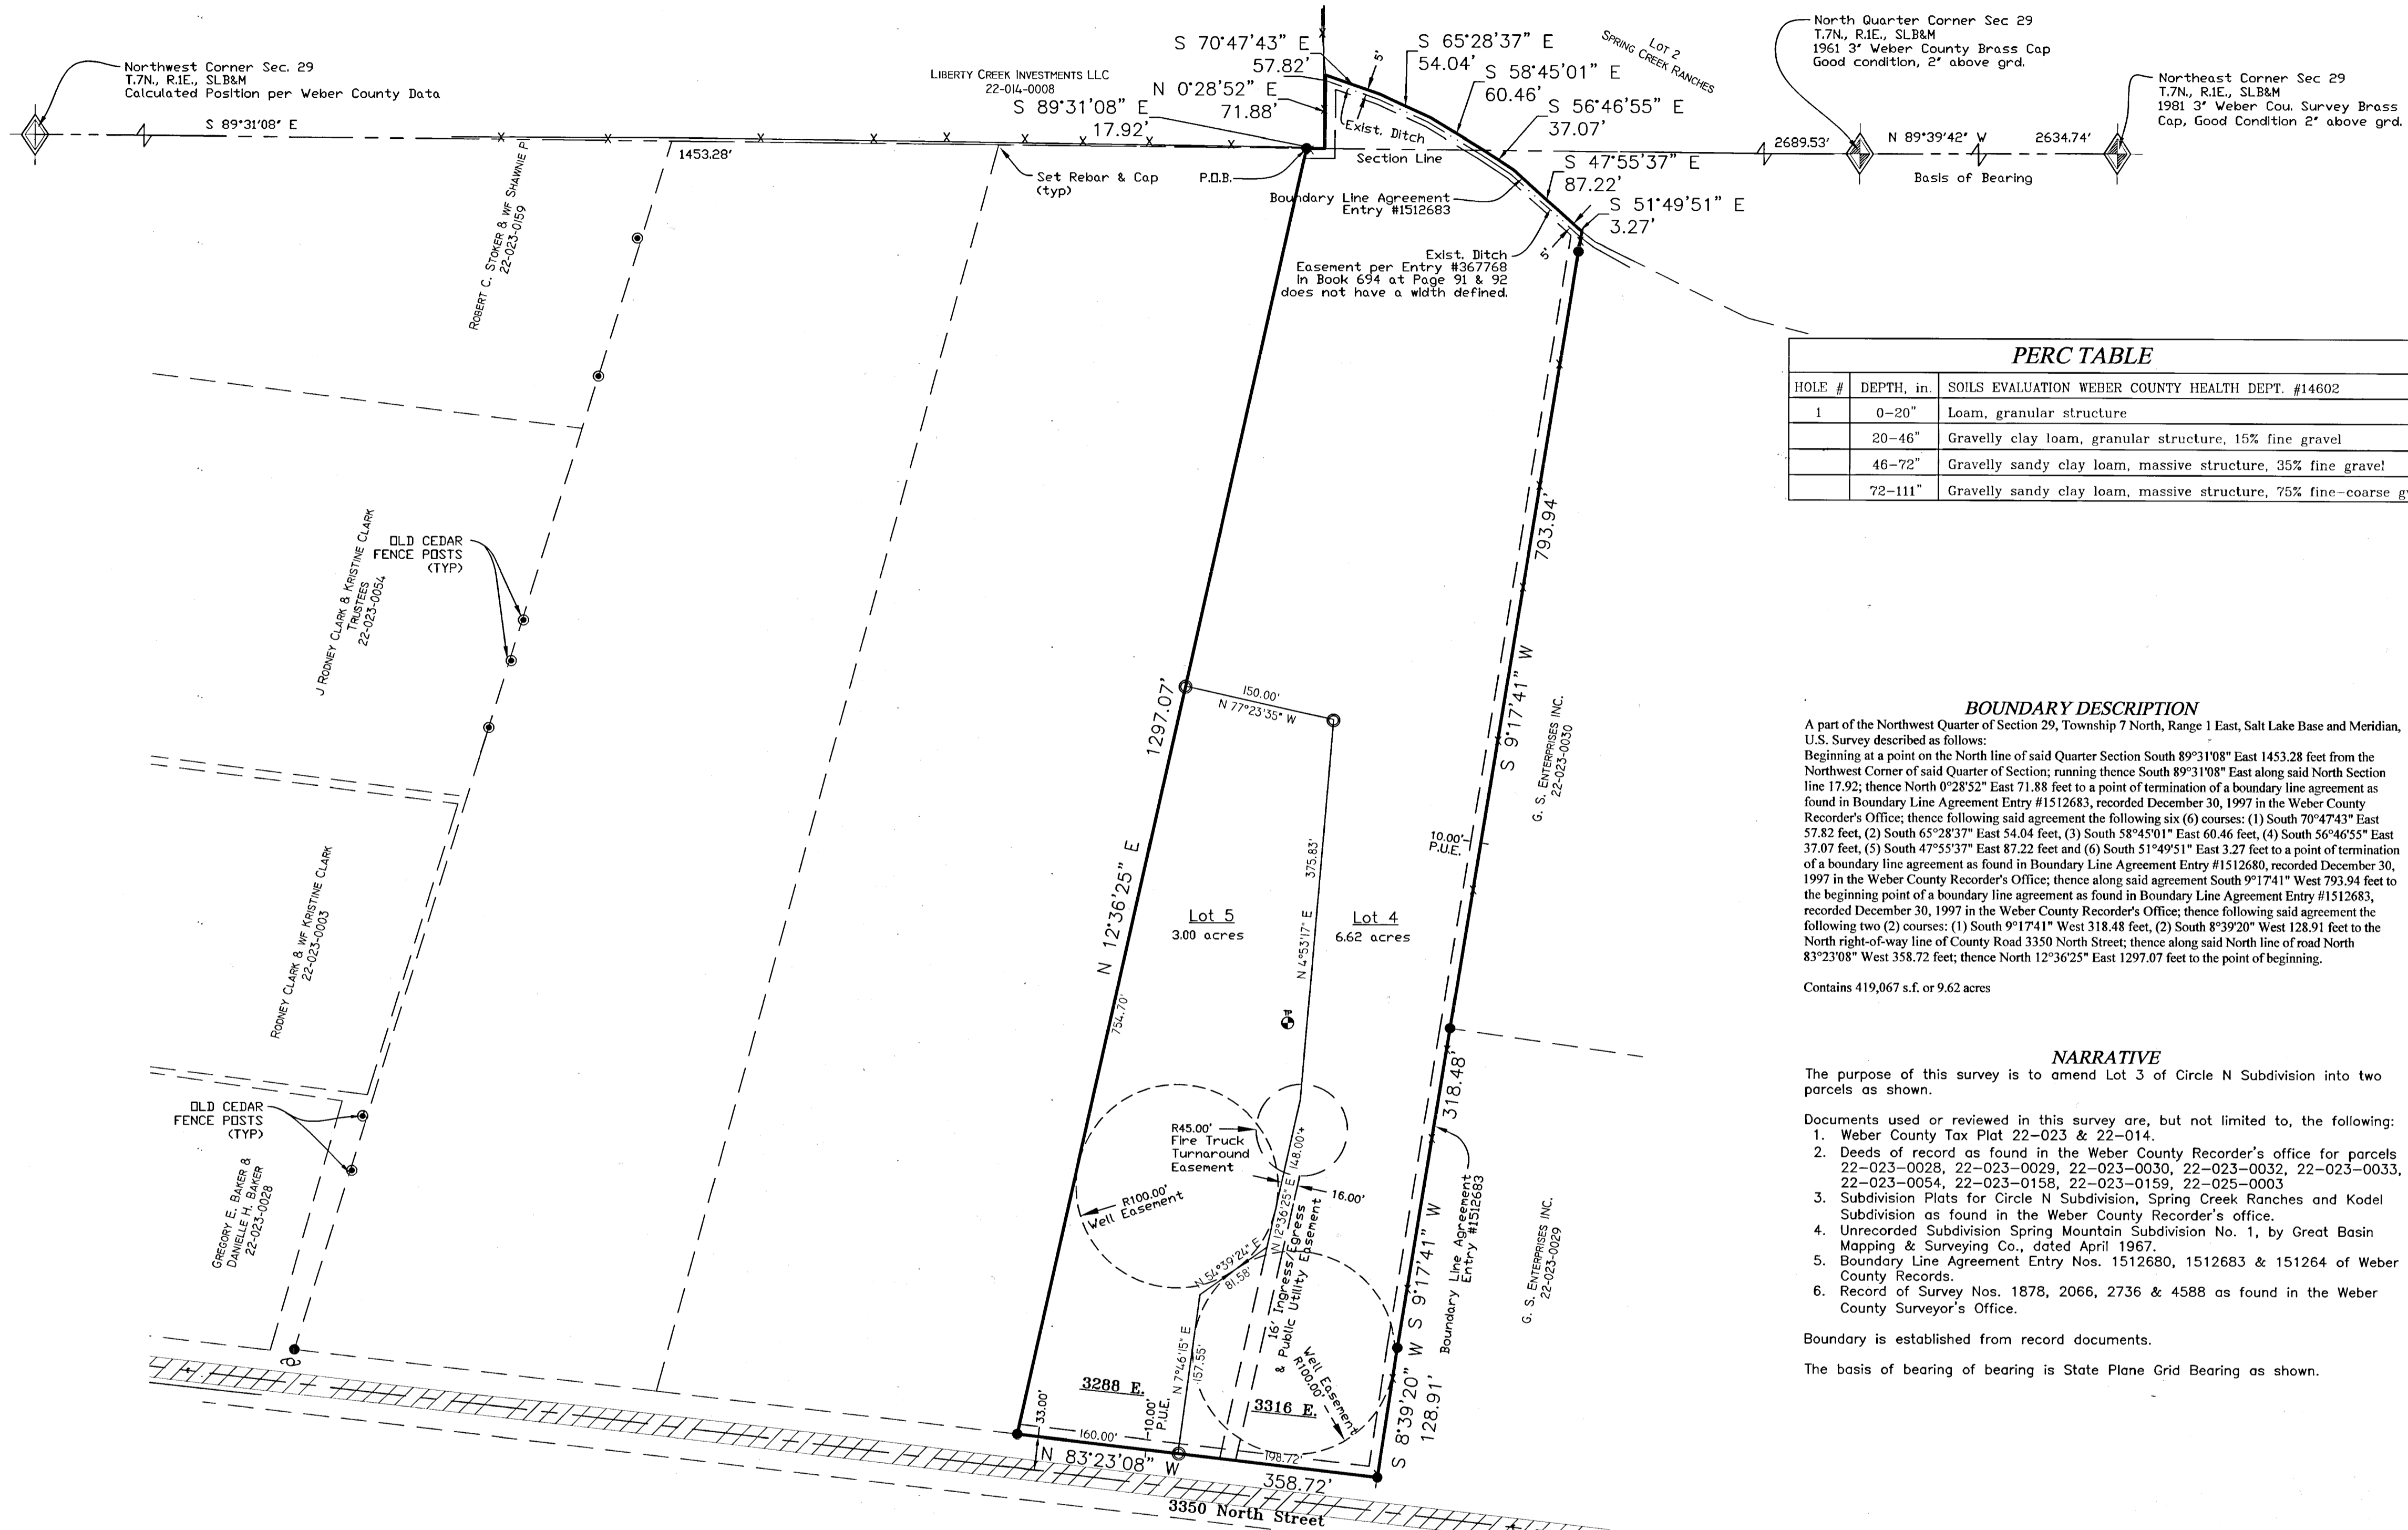 Northwest Corner Sec. 29
T.7N., R.1E., SLB&M
Calculated Position per Weber County Data
S 89°31'08" E
1453.28'
LIBERTY CREEK INVESTMENTS LLC
22-014-0008
S 89°31'08" E
17.92'
N 0°28'52" E
71.88'
S 70°47'43" E
57.82'
5'
S 65°28'37" E
54.04'
S 58°45'01" E
60.46'
S 56°46'55" E
37.07'
S 47°55'37" E
87.22'
S 51°49'51" E
3.27'
LOT 2
SPRING CREEK RANCHES
North Quarter Corner Sec 29
T.7N., R.1E., SLB&M
1961 3" Weber County Brass Cap
Good condition, 2" above grd.
Northeast Corner Sec 29
T.7N., R.1E., SLB&M
1981 3" Weber Cou. Survey Brass
Cap, Good Condition 2" above grd.
2689.53'
N 89°39'42" W
2634.74'
Basis of Bearing
Exist. Ditch
Section Line
Set Rebar & Cap
(typ)
P.O.B.
Boundary Line Agreement
Entry #1512683
5'
Exist. Ditch
Easement per Entry #367768
in Book 694 at Page 91 & 92
does not have a width defined.
ROBERT C. STOKER & WF SHAWNIE P
22-023-0159
J RODNEY CLARK & KRISTINE CLARK
TRUSTEES
22-023-0054
OLD CEDAR
FENCE POSTS
(TYP)
RODNEY CLARK & WF KRISTINE CLARK
22-023-0003
OLD CEDAR
FENCE POSTS
(TYP)
GREGORY E. BAKER &
DANIELLE H. BAKER
22-023-0028
PERC TABLE
HOLE # DEPTH, in. SOILS EVALUATION WEBER COUNTY HEALTH DEPT. #14602
1 0-20" Loam, granular structure
20-46" Gravelly clay loam, granular structure, 15% fine gravel
46-72" Gravelly sandy clay loam, massive structure, 35% fine gravel
72-111" Gravelly sandy clay loam, massive structure, 75% fine-coarse g
793.94'
S 9°17'41" W
G. S. ENTERPRISES INC.
22-023-0030
150.00'
N 77°23'35" W
1297.07'
N 12°36'25" E
754.70'
375.83'
N 4°53'17" E
10.00'
P.U.E.
Lot 5
3.00 acres
Lot 4
6.62 acres
TP
R45.00'
Fire Truck
Turnaround
Easement
148.00'±
N 12°36'25" E
16.00'
R100.00'
Well Easement
N 54°39'24" E
81.58'
16' Ingress/Egress
& Public Utility Easement
318.48'
S 9°17'41" W
Boundary Line Agreement
Entry #1512683
G. S. ENTERPRISES INC.
22-023-0029
N 7°46'15" E
157.55'
Well Easement
R100.00'
S 8°39'20" W
128.91'
3288 E.
3316 E.
33.00'
160.00'
10.00'
P.U.E.
198.72'
N 83°23'08" W
358.72'
3350 North Street
BOUNDARY DESCRIPTION
A part of the Northwest Quarter of Section 29, Township 7 North, Range 1 East, Salt Lake Base and Meridian,
U.S. Survey described as follows:
Beginning at a point on the North line of said Quarter Section South 89°31'08" East 1453.28 feet from the
Northwest Corner of said Quarter of Section; running thence South 89°31'08" East along said North Section
line 17.92; thence North 0°28'52" East 71.88 feet to a point of termination of a boundary line agreement as
found in Boundary Line Agreement Entry #1512683, recorded December 30, 1997 in the Weber County
Recorder's Office; thence following said agreement the following six (6) courses: (1) South 70°47'43" East
57.82 feet, (2) South 65°28'37" East 54.04 feet, (3) South 58°45'01" East 60.46 feet, (4) South 56°46'55" East
37.07 feet, (5) South 47°55'37" East 87.22 feet and (6) South 51°49'51" East 3.27 feet to a point of termination
of a boundary line agreement as found in Boundary Line Agreement Entry #1512680, recorded December 30,
1997 in the Weber County Recorder's Office; thence along said agreement South 9°17'41" West 793.94 feet to
the beginning point of a boundary line agreement as found in Boundary Line Agreement Entry #1512683,
recorded December 30, 1997 in the Weber County Recorder's Office; thence following said agreement the
following two (2) courses: (1) South 9°17'41" West 318.48 feet, (2) South 8°39'20" West 128.91 feet to the
North right-of-way line of County Road 3350 North Street; thence along said North line of road North
83°23'08" West 358.72 feet; thence North 12°36'25" East 1297.07 feet to the point of beginning.
Contains 419,067 s.f. or 9.62 acres
NARRATIVE
The purpose of this survey is to amend Lot 3 of Circle N Subdivision into two
parcels as shown.
Documents used or reviewed in this survey are, but not limited to, the following:
1. Weber County Tax Plat 22-023 & 22-014.
2. Deeds of record as found in the Weber County Recorder's office for parcels
22-023-0028, 22-023-0029, 22-023-0030, 22-023-0032, 22-023-0033,
22-023-0054, 22-023-0158, 22-023-0159, 22-025-0003
3. Subdivision Plats for Circle N Subdivision, Spring Creek Ranches and Kodel
Subdivision as found in the Weber County Recorder's office.
4. Unrecorded Subdivision Spring Mountain Subdivision No. 1, by Great Basin
Mapping & Surveying Co., dated April 1967.
5. Boundary Line Agreement Entry Nos. 1512680, 1512683 & 151264 of Weber
County Records.
6. Record of Survey Nos. 1878, 2066, 2736 & 4588 as found in the Weber
County Surveyor's Office.
Boundary is established from record documents.
The basis of bearing of bearing is State Plane Grid Bearing as shown.